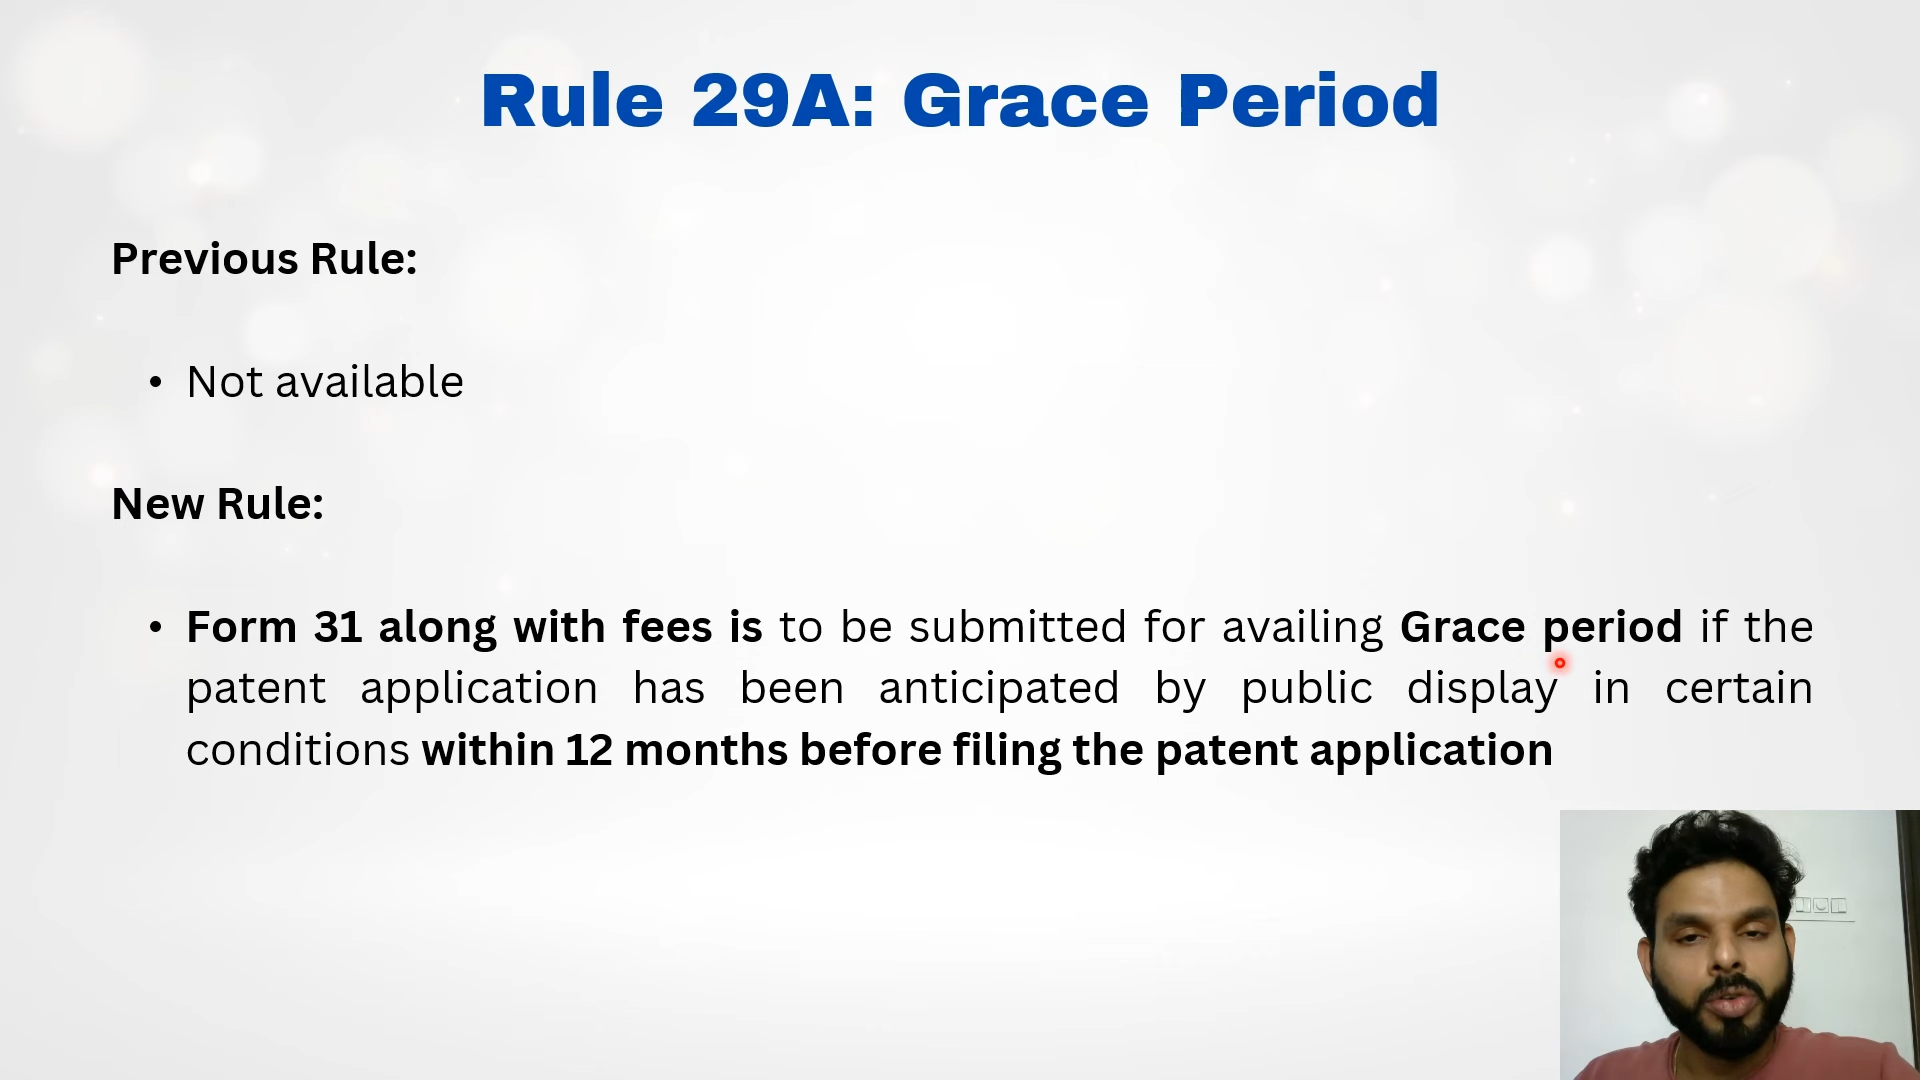 Rule 29A: Grace Period
Previous Rule:
• Not available
New Rule:
• Form 31 along with fees is to be submitted for availing Grace period if the
patent application has been anticipated by public display in certain
conditions within 12 months before filing the patent application